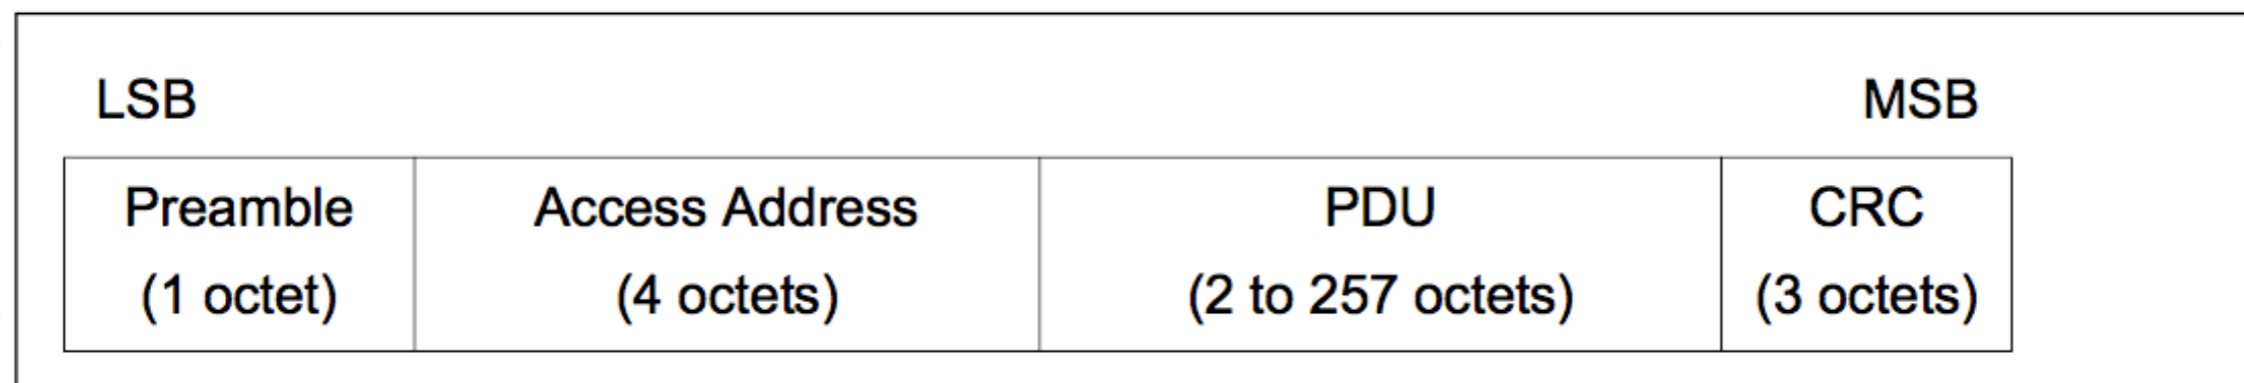 LSB MSB
Preamble Access Address PDU CRC
(1 octet) (4 octets) (2 to 257 octets) (3 octets)